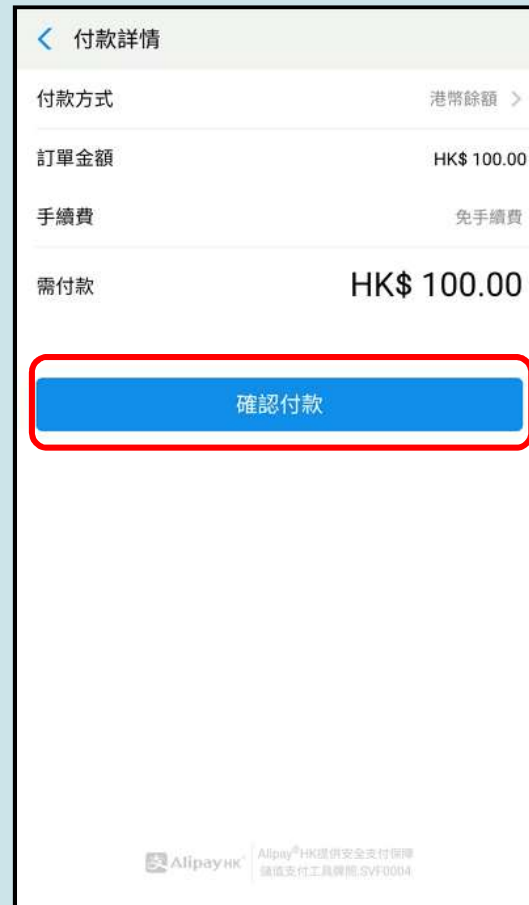 付款詳情
付款方式 港幣餘額 >
訂單金額 HK$ 100.00
手續費 免手續費
需付款 HK$ 100.00
確認付款
支 AlipayHK
Alipay®HK提供安全支付保障
儲值支付工具牌照:SVF0004